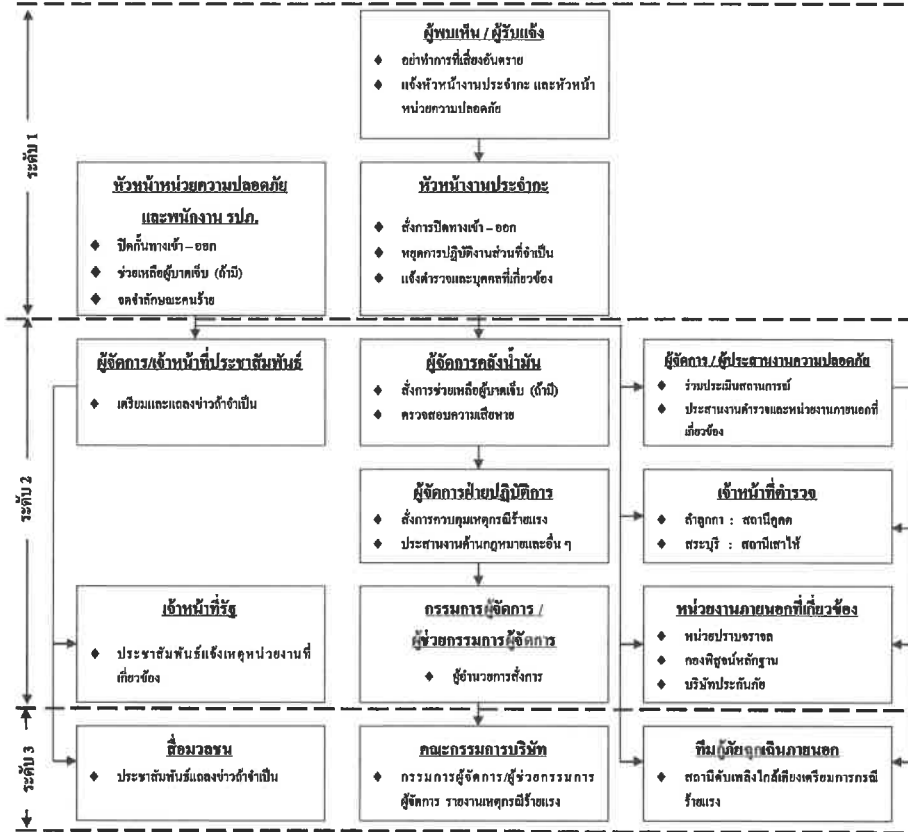 ระดับ 1
ผู้พบเห็น / ผู้รับแจ้ง
◆ อย่าทำการที่เสี่ยงอันตราย
◆ แจ้งหัวหน้างานประจำกะ และหัวหน้า
หน่วยความปลอดภัย
หัวหน้าหน่วยความปลอดภัย
และพนักงาน รปภ.
◆ ปิดกั้นทางเข้า – ออก
◆ ช่วยเหลือผู้บาดเจ็บ (ถ้ามี)
◆ จดจำลักษณะคนร้าย
หัวหน้างานประจำกะ
◆ สั่งการปิดทางเข้า – ออก
◆ หยุดการปฏิบัติงานส่วนที่จำเป็น
◆ แจ้งตำรวจและบุคคลที่เกี่ยวข้อง
ระดับ 2
ผู้จัดการ/เจ้าหน้าที่ประชาสัมพันธ์
◆ เตรียมและแถลงข่าวถ้าจำเป็น
ผู้จัดการคลังน้ำมัน
◆ สั่งการช่วยเหลือผู้บาดเจ็บ (ถ้ามี)
◆ ตรวจสอบความเสียหาย
ผู้จัดการ / ผู้ประสานงานความปลอดภัย
◆ ร่วมประเมินสถานการณ์
◆ ประสานงานตำรวจและหน่วยงานภายนอกที่
เกี่ยวข้อง
ผู้จัดการฝ่ายปฏิบัติการ
◆ สั่งการควบคุมเหตุกรณีร้ายแรง
◆ ประสานงานด้านกฎหมายและอื่น ๆ
เจ้าหน้าที่ตำรวจ
◆ ลำลูกกา : สถานีคูคต
◆ สระบุรี : สถานีเสาไห้
เจ้าหน้าที่รัฐ
◆ ประชาสัมพันธ์แจ้งเหตุหน่วยงานที่
เกี่ยวข้อง
กรรมการผู้จัดการ /
ผู้ช่วยกรรมการผู้จัดการ
◆ ผู้อำนวยการสั่งการ
หน่วยงานภายนอกที่เกี่ยวข้อง
◆ หน่วยปราบจราจล
◆ กองพิสูจน์หลักฐาน
◆ บริษัทประกันภัย
ระดับ 3
สื่อมวลชน
◆ ประชาสัมพันธ์แถลงข่าวถ้าจำเป็น
คณะกรรมการบริษัท
◆ กรรมการผู้จัดการ/ผู้ช่วยกรรมการ
ผู้จัดการ รายงานเหตุกรณีร้ายแรง
ทีมกู้ภัยฉุกเฉินภายนอก
◆ สถานีดับเพลิงใกล้เคียงเตรียมการกรณี
ร้ายแรง